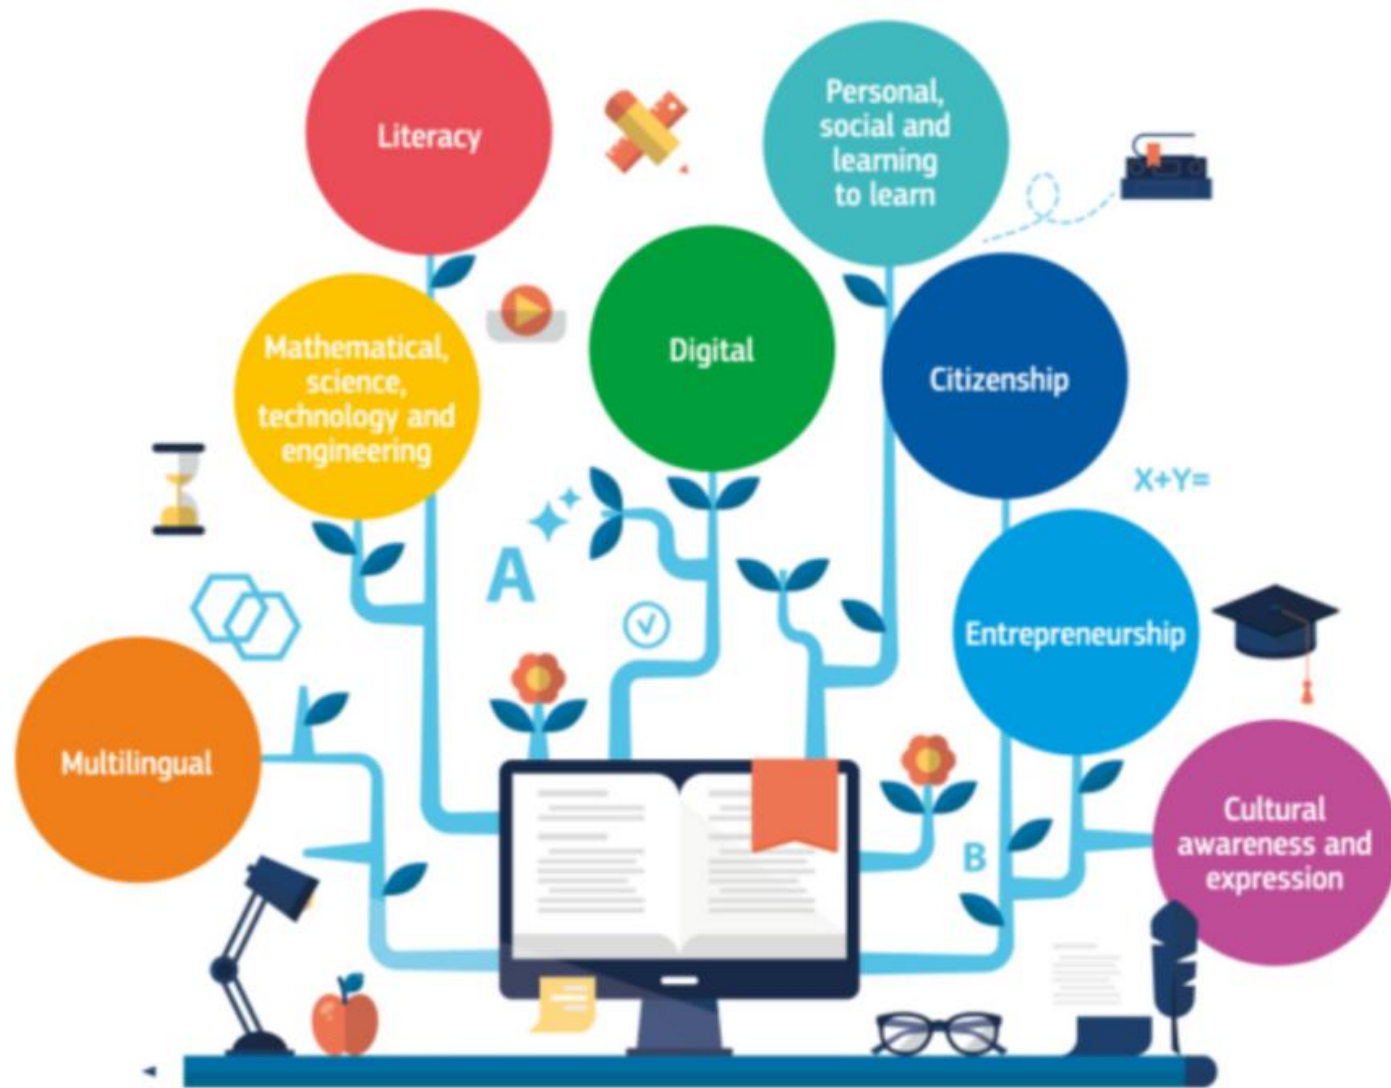 Literacy
Personal,
social and
learning
to learn
Mathematical,
science,
technology and
engineering
Digital
Citizenship
X+Y=
A
Entrepreneurship
Multilingual
B
Cultural
awareness and
expression